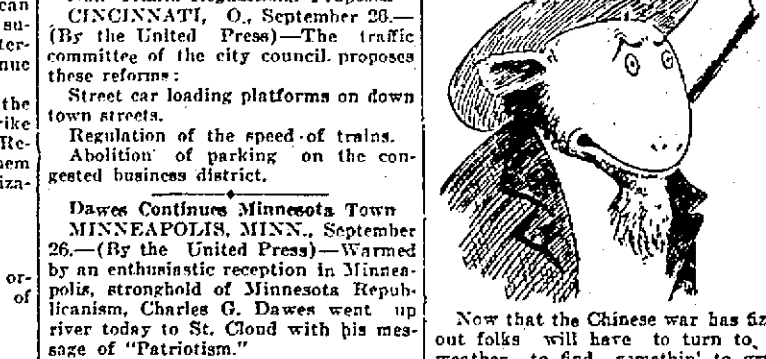 can
su-
ter-
nue
the
rike
Re-
hem
iza-
or-
of
CINCINNATI, O., September 26.—
(By the United Press)—The traffic
committee of the city council proposes
these reforms:
Street car loading platforms on down
town streets.
Regulation of the speed of trains.
Abolition of parking on the con-
gested business district.
Dawes Continues Minnesota Town
MINNEAPOLIS, MINN., September
26.—(By the United Press)—Warmed
by an enthusiastic reception in Minnea-
polis, stronghold of Minnesota Repub-
licanism, Charles G. Dawes went up
river today to St. Cloud with his mes-
sage of "Patriotism."
Now that the Chinese war has fiz
out folks will have to turn to
weather to find somethin' to